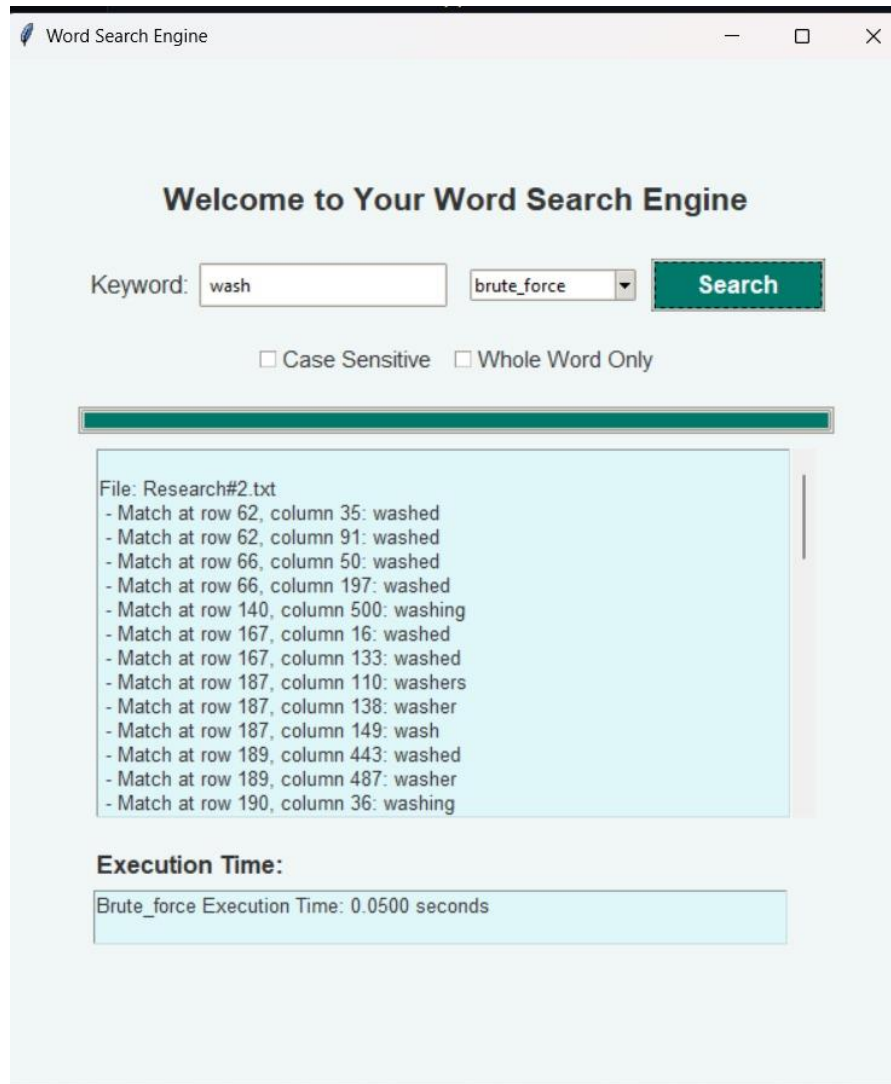 Word Search Engine
Welcome to Your Word Search Engine
Keyword: wash brute_force Search
Case Sensitive Whole Word Only
File: Research#2.txt
- Match at row 62, column 35: washed
- Match at row 62, column 91: washed
- Match at row 66, column 50: washed
- Match at row 66, column 197: washed
- Match at row 140, column 500: washing
- Match at row 167, column 16: washed
- Match at row 167, column 133: washed
- Match at row 187, column 110: washers
- Match at row 187, column 138: washer
- Match at row 187, column 149: wash
- Match at row 189, column 443: washed
- Match at row 189, column 487: washer
- Match at row 190, column 36: washing
Execution Time:
Brute_force Execution Time: 0.0500 seconds